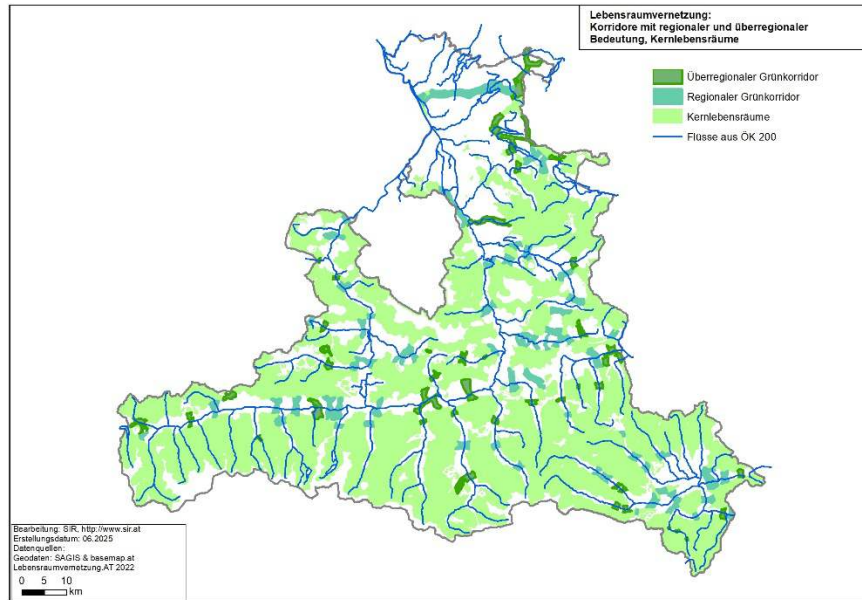 Lebensraumvernetzung:
Korridore mit regionaler und überregionaler
Bedeutung, Kernlebensräume
Überregionaler Grünkorridor
Regionaler Grünkorridor
Kernlebensräume
Flüsse aus ÖK 200
Bearbeitung: SIR, http://www.sir.at
Erstellungsdatum: 06.2025
Datenquellen:
Geodaten: SAGIS & basemap.at
Lebensraumvernetzung.AT 2022
0 5 10
km